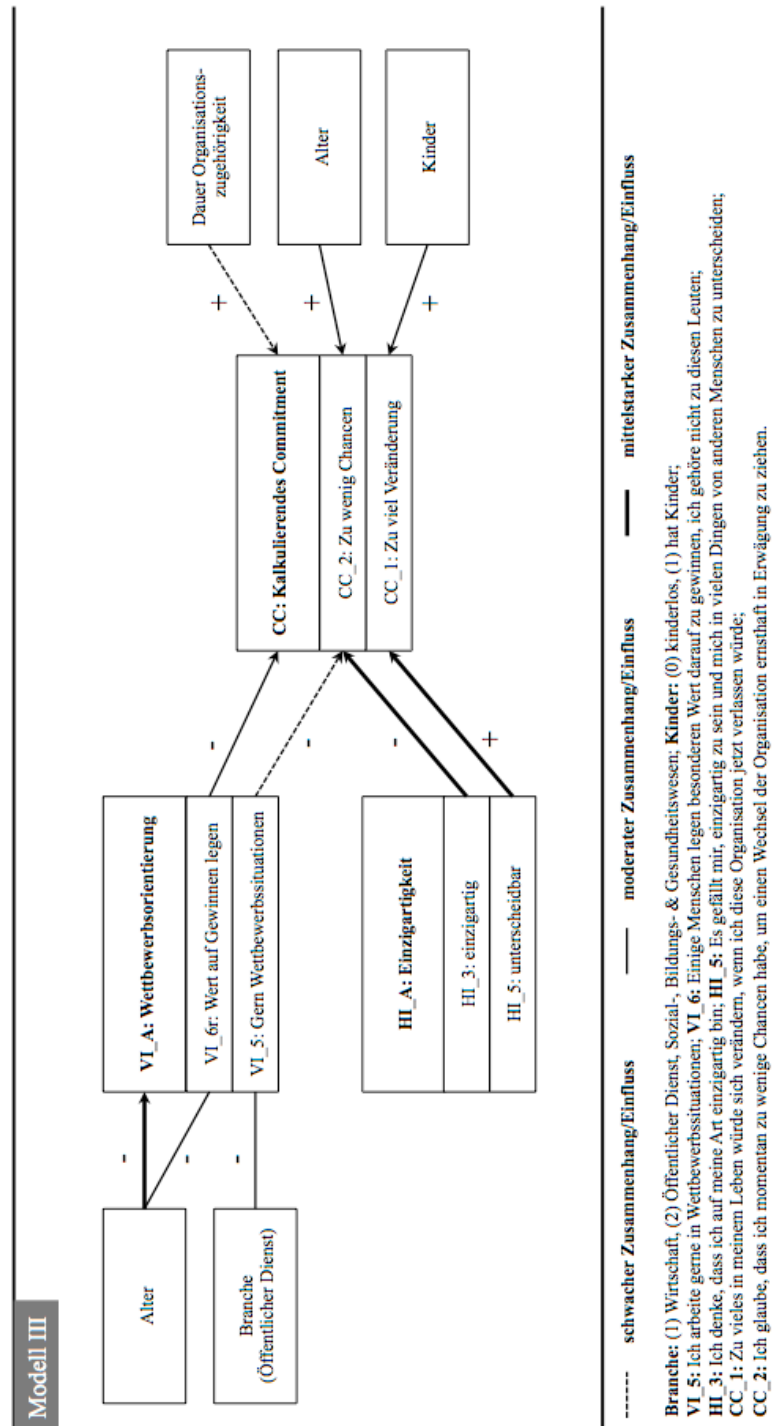 Modell III
Alter
Branche
(Öffentlicher Dienst)
-
-
-
VI_A: Wettbewerbsorientierung
VI_6r: Wert auf Gewinnen legen
VI_5: Gern Wettbewerbssituationen
HI_A: Einzigartigkeit
HI_3: einzigartig
HI_5: unterscheidbar
-
-
-
+
CC: Kalkulierendes Commitment
CC_2: Zu wenig Chancen
CC_1: Zu viel Veränderung
+
+
+
Dauer Organisations-
zugehörigkeit
Alter
Kinder
------ schwacher Zusammenhang/Einfluss —— moderater Zusammenhang/Einfluss —— mittelstarker Zusammenhang/Einfluss
Branche: (1) Wirtschaft, (2) Öffentlicher Dienst, Sozial-, Bildungs- & Gesundheitswesen; Kinder: (0) kinderlos, (1) hat Kinder;
VI_5: Ich arbeite gerne in Wettbewerbssituationen; VI_6: Einige Menschen legen besonderen Wert darauf zu gewinnen, ich gehöre nicht zu diesen Leuten;
HI_3: Ich denke, dass ich auf meine Art einzigartig bin; HI_5: Es gefällt mir, einzigartig zu sein und mich in vielen Dingen von anderen Menschen zu unterscheiden;
CC_1: Zu vieles in meinem Leben würde sich verändern, wenn ich diese Organisation jetzt verlassen würde;
CC_2: Ich glaube, dass ich momentan zu wenige Chancen habe, um einen Wechsel der Organisation ernsthaft in Erwägung zu ziehen.